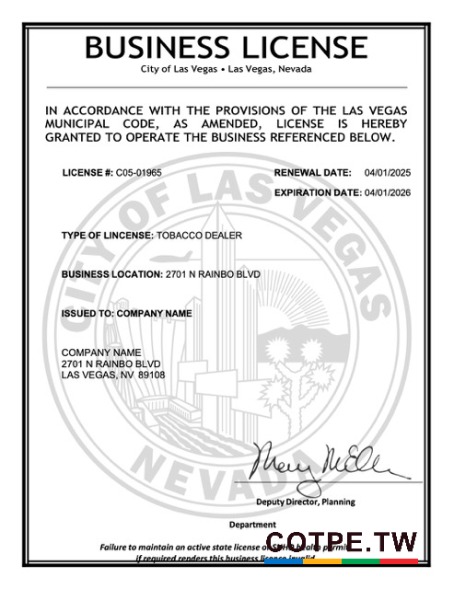 BUSINESS LICENSE
City of Las Vegas • Las Vegas, Nevada
IN ACCORDANCE WITH THE PROVISIONS OF THE LAS VEGAS
MUNICIPAL CODE, AS AMENDED, LICENSE IS HEREBY
GRANTED TO OPERATE THE BUSINESS REFERENCED BELOW.
LICENSE #: C05-01965
RENEWAL DATE: 04/01/2025
EXPIRATION DATE: 04/01/2026
CITY OF LAS VEGAS
TYPE OF LINCENSE: TOBACCO DEALER
BUSINESS LOCATION: 2701 N RAINBO BLVD
ISSUED TO: COMPANY NAME
COMPANY NAME
2701 N RAINBO BLVD
LAS VEGAS, NV 89108
NEVADA
Deputy Director, Planning
Department
Failure to maintain an active state license or health permit
if required renders this business license invalid
COTPE.TW